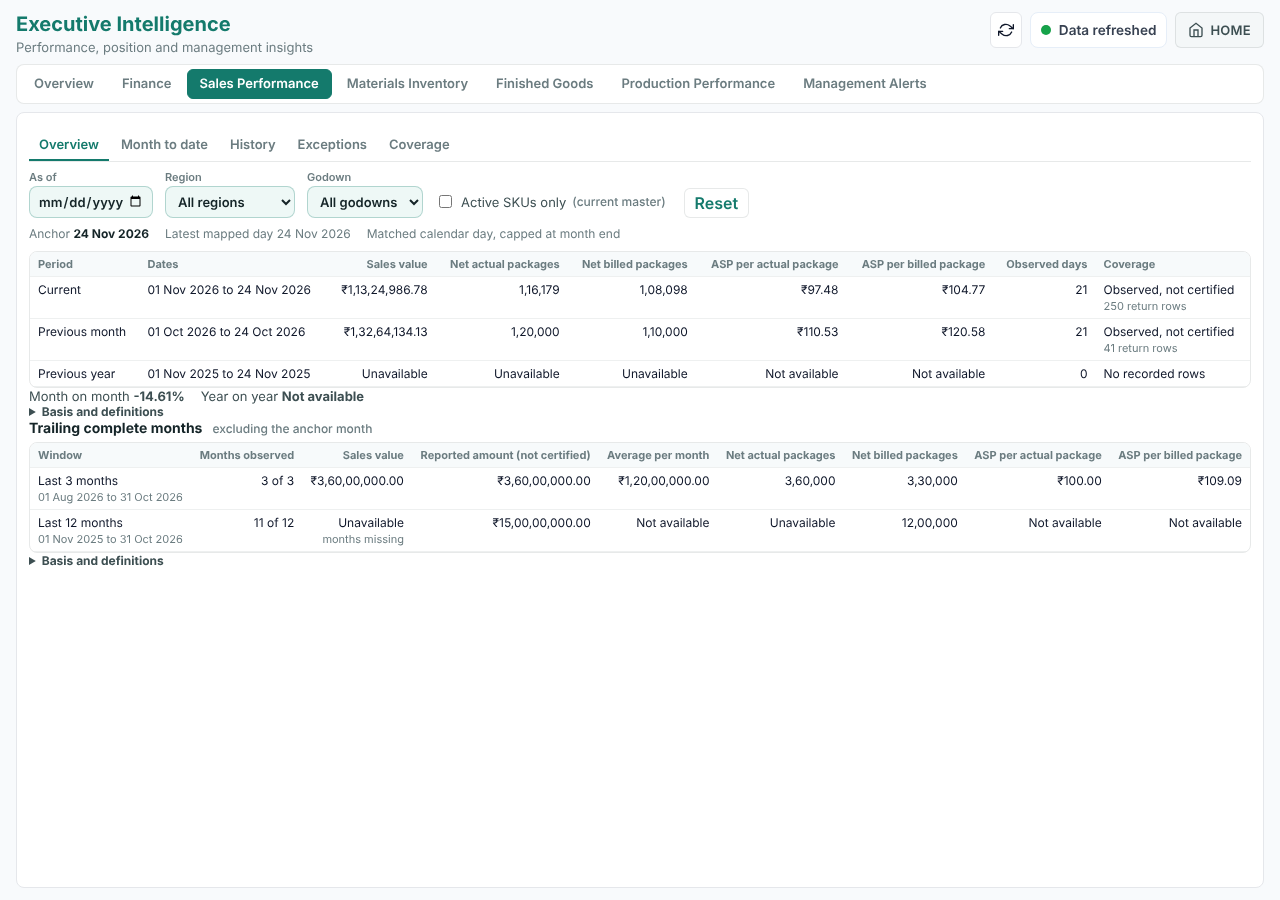 Executive Intelligence
Performance, position and management insights
Data refreshed
HOME
Overview Finance Sales Performance Materials Inventory Finished Goods Production Performance Management Alerts
Overview Month to date History Exceptions Coverage
As of Region Godown
mm/dd/yyyy All regions All godowns Active SKUs only (current master) Reset
Anchor 24 Nov 2026 Latest mapped day 24 Nov 2026 Matched calendar day, capped at month end
Period Dates Sales value Net actual packages Net billed packages ASP per actual package ASP per billed package Observed days Coverage
Current 01 Nov 2026 to 24 Nov 2026 ₹1,13,24,986.78 1,16,179 1,08,098 ₹97.48 ₹104.77 21 Observed, not certified
250 return rows
Previous month 01 Oct 2026 to 24 Oct 2026 ₹1,32,64,134.13 1,20,000 1,10,000 ₹110.53 ₹120.58 21 Observed, not certified
41 return rows
Previous year 01 Nov 2025 to 24 Nov 2025 Unavailable Unavailable Unavailable Not available Not available 0 No recorded rows
Month on month -14.61% Year on year Not available
Basis and definitions
Trailing complete months excluding the anchor month
Window Months observed Sales value Reported amount (not certified) Average per month Net actual packages Net billed packages ASP per actual package ASP per billed package
Last 3 months 3 of 3 ₹3,60,00,000.00 ₹3,60,00,000.00 ₹1,20,00,000.00 3,60,000 3,30,000 ₹100.00 ₹109.09
01 Aug 2026 to 31 Oct 2026
Last 12 months 11 of 12 Unavailable ₹15,00,00,000.00 Not available Unavailable 12,00,000 Not available Not available
01 Nov 2025 to 31 Oct 2026 months missing
Basis and definitions